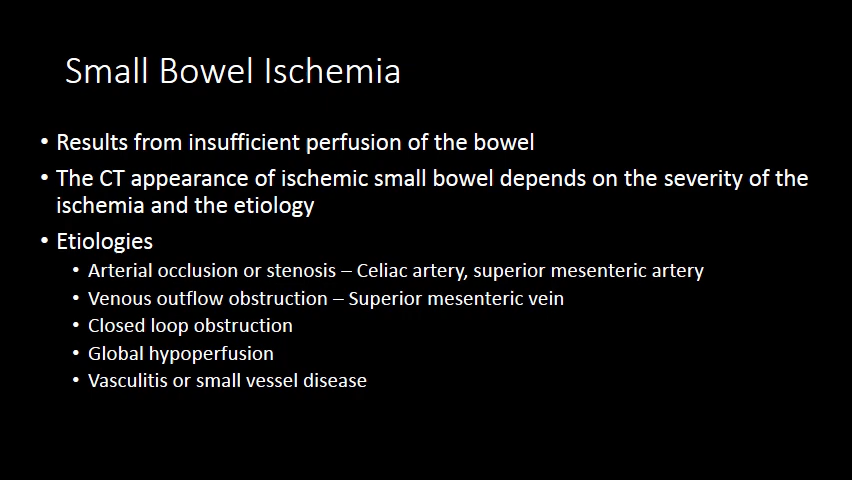 Small Bowel Ischemia
• Results from insufficient perfusion of the bowel
• The CT appearance of ischemic small bowel depends on the severity of the
ischemia and the etiology
• Etiologies
• Arterial occlusion or stenosis – Celiac artery, superior mesenteric artery
• Venous outflow obstruction – Superior mesenteric vein
• Closed loop obstruction
• Global hypoperfusion
• Vasculitis or small vessel disease